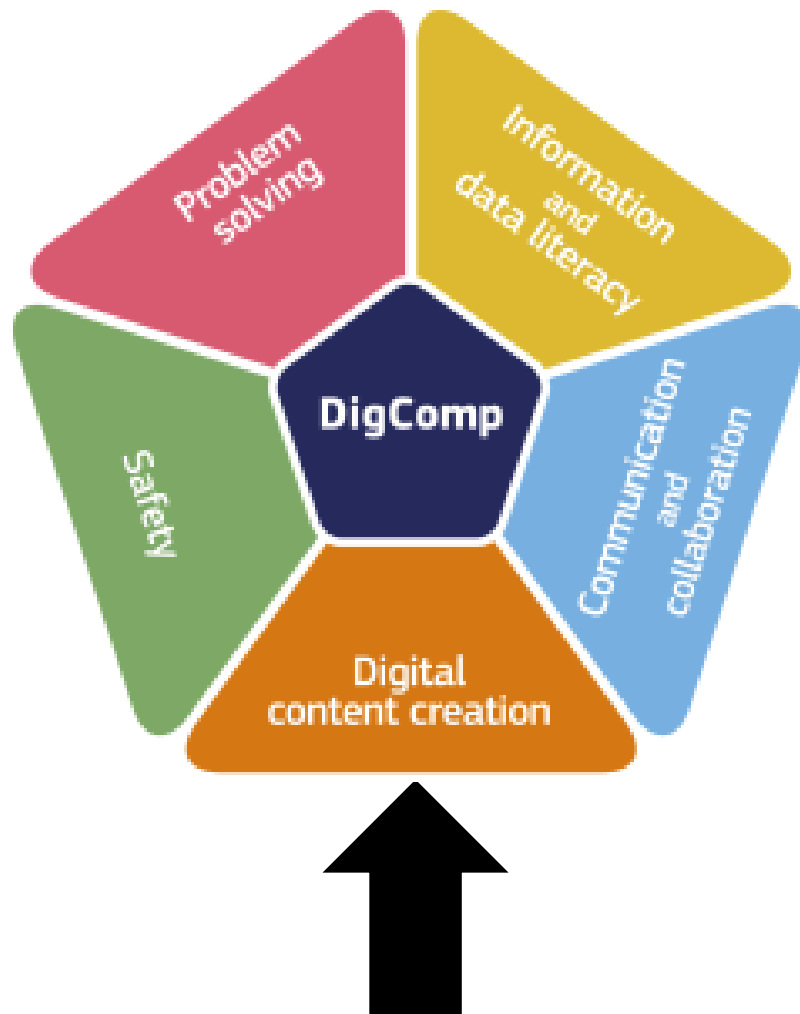 Problem
solving
Information
and
data literacy
DigComp
Safety
Communication
and
collaboration
Digital
content creation